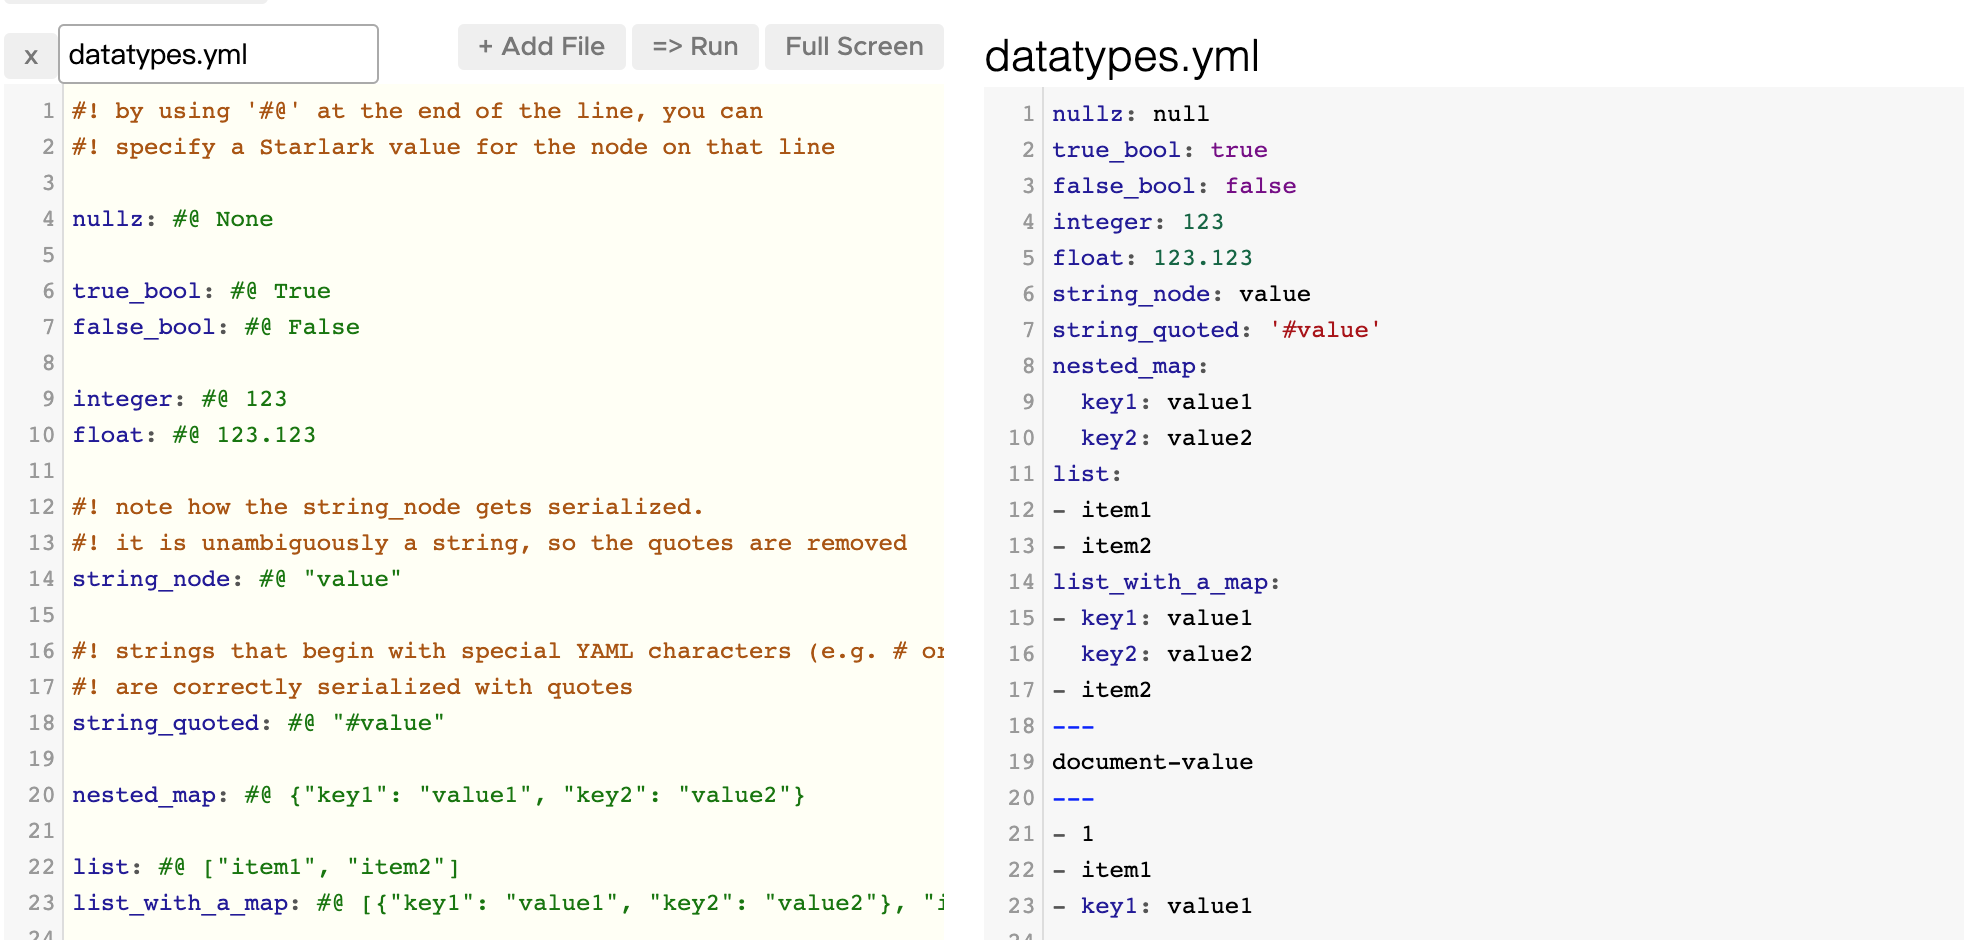 x
datatypes.yml
+ Add File
=> Run
Full Screen
1 #! by using '#@' at the end of the line, you can
2 #! specify a Starlark value for the node on that line
3
4 nullz: #@ None
5
6 true_bool: #@ True
7 false_bool: #@ False
8
9 integer: #@ 123
10 float: #@ 123.123
11
12 #! note how the string_node gets serialized.
13 #! it is unambiguously a string, so the quotes are removed
14 string_node: #@ "value"
15
16 #! strings that begin with special YAML characters (e.g. # or
17 #! are correctly serialized with quotes
18 string_quoted: #@ "#value"
19
20 nested_map: #@ {"key1": "value1", "key2": "value2"}
21
22 list: #@ ["item1", "item2"]
23 list_with_a_map: #@ [{"key1": "value1", "key2": "value2"}, "i
24
datatypes.yml
1 nullz: null
2 true_bool: true
3 false_bool: false
4 integer: 123
5 float: 123.123
6 string_node: value
7 string_quoted: '#value'
8 nested_map:
9   key1: value1
10   key2: value2
11 list:
12 - item1
13 - item2
14 list_with_a_map:
15 - key1: value1
16   key2: value2
17 - item2
18 ---
19 document-value
20 ---
21 - 1
22 - item1
23 - key1: value1
24